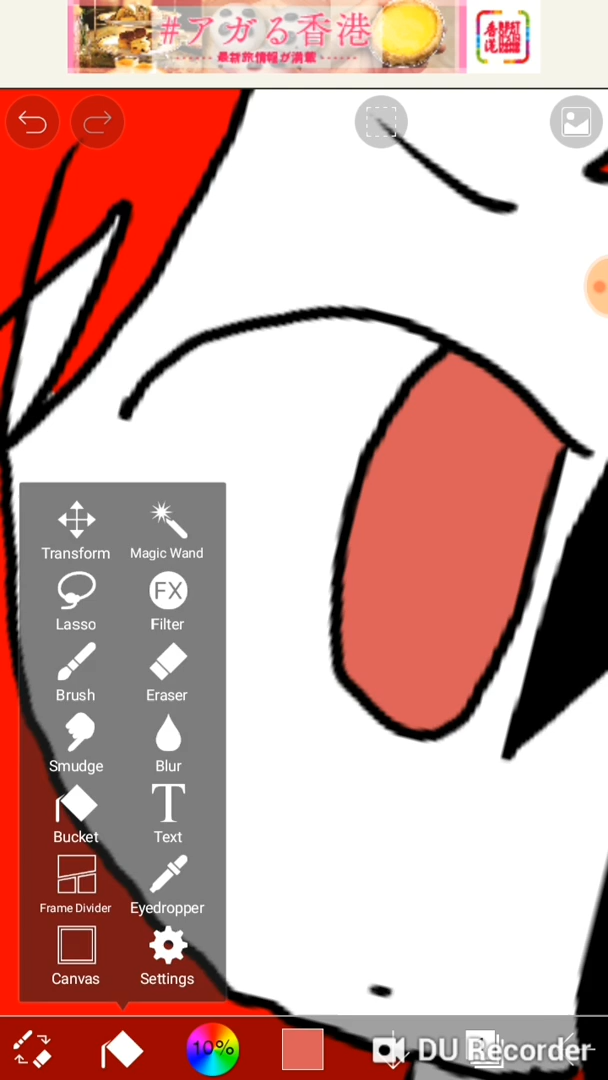 #アガる香港
最新旅情報が満載
香港
Transform
Magic Wand
Lasso
FX
Filter
Brush
Eraser
Smudge
Blur
Bucket
T
Text
Frame Divider
Eyedropper
Canvas
Settings
10%
DU Recorder